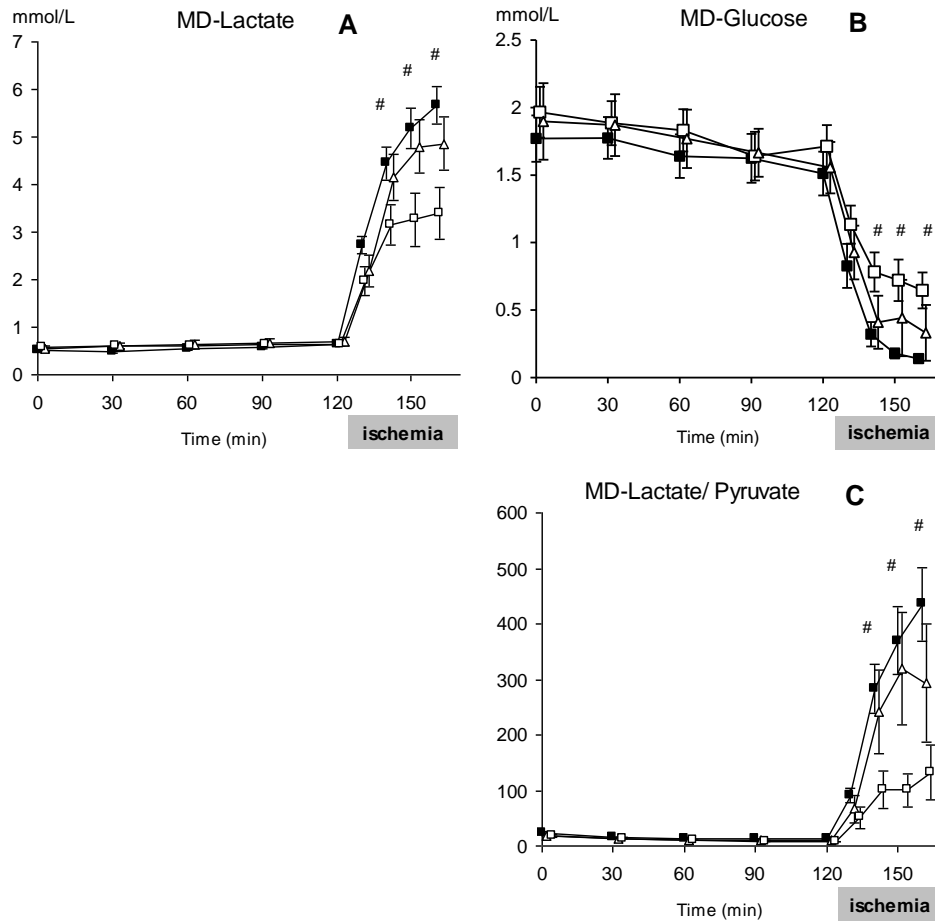 mmol/L
MD-Lactate
A
7
6
5
4
3
2
1
0
# # #
0 30 60 90 120 150
Time (min)
ischemia
mmol/L
MD-Glucose
B
2.5
2
1.5
1
0.5
0
# # #
0 30 60 90 120 150
Time (min)
ischemia
MD-Lactate/ Pyruvate
C
600
500
400
300
200
100
0
# # #
0 30 60 90 120 150
Time (min)
ischemia